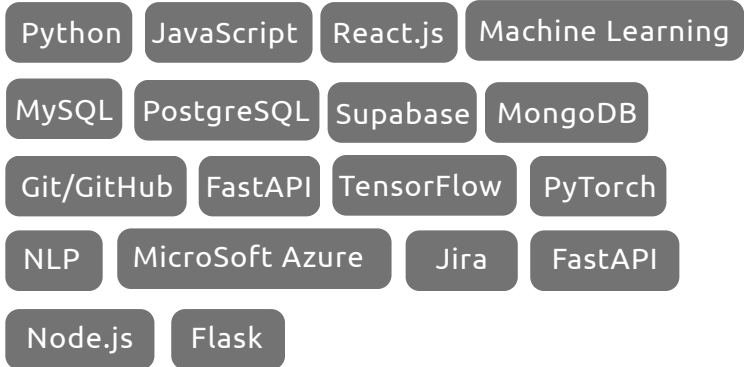 Python JavaScript React.js Machine Learning
MySQL PostgreSQL Supabase MongoDB
Git/GitHub FastAPI TensorFlow PyTorch
NLP MicroSoft Azure Jira FastAPI
Node.js Flask